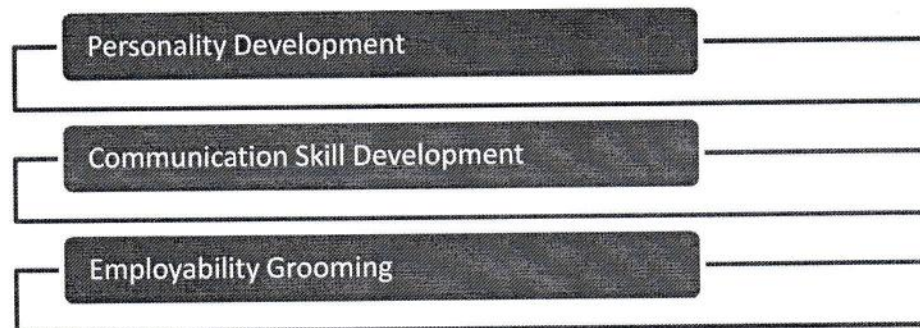 Personality Development
Communication Skill Development
Employability Grooming